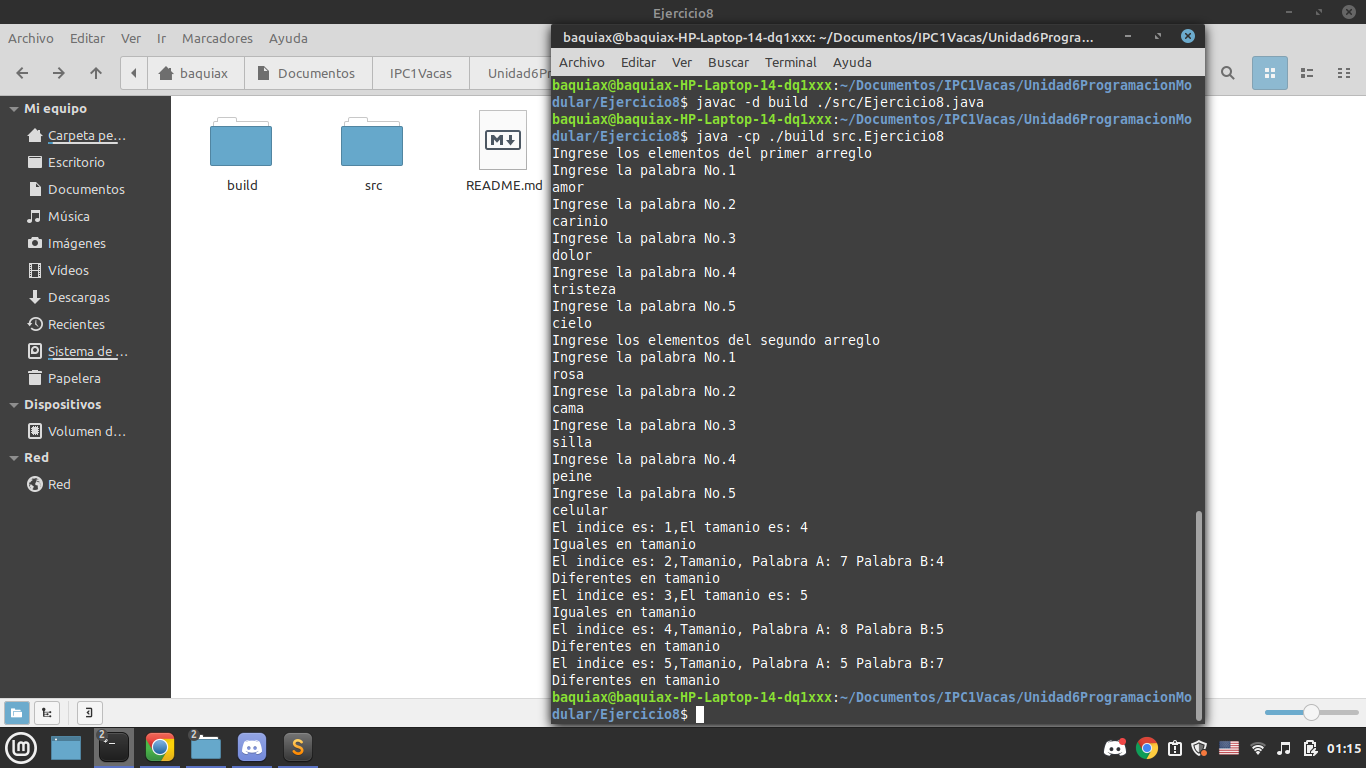 Ejercicio8
Archivo Editar Ver Ir Marcadores Ayuda
baquiax Documentos IPC1Vacas Unidad6Pr
Mi equipo
Carpeta pe...
Escritorio
Documentos
Música
Imágenes
Vídeos
Descargas
Recientes
Sistema de ...
Papelera
Dispositivos
Volumen d...
Red
Red
build
src
README.md
baquiax@baquiax-HP-Laptop-14-dq1xxx: ~/Documentos/IPC1Vacas/Unidad6Progra...
Archivo Editar Ver Buscar Terminal Ayuda
baquiax@baquiax-HP-Laptop-14-dq1xxx:~/Documentos/IPC1Vacas/Unidad6ProgramacionMo
dular/Ejercicio8$ javac -d build ./src/Ejercicio8.java
baquiax@baquiax-HP-Laptop-14-dq1xxx:~/Documentos/IPC1Vacas/Unidad6ProgramacionMo
dular/Ejercicio8$ java -cp ./build src.Ejercicio8
Ingrese los elementos del primer arreglo
Ingrese la palabra No.1
amor
Ingrese la palabra No.2
carinio
Ingrese la palabra No.3
dolor
Ingrese la palabra No.4
tristeza
Ingrese la palabra No.5
cielo
Ingrese los elementos del segundo arreglo
Ingrese la palabra No.1
rosa
Ingrese la palabra No.2
cama
Ingrese la palabra No.3
silla
Ingrese la palabra No.4
peine
Ingrese la palabra No.5
celular
El indice es: 1,El tamanio es: 4
Iguales en tamanio
El indice es: 2,Tamanio, Palabra A: 7 Palabra B:4
Diferentes en tamanio
El indice es: 3,El tamanio es: 5
Iguales en tamanio
El indice es: 4,Tamanio, Palabra A: 8 Palabra B:5
Diferentes en tamanio
El indice es: 5,Tamanio, Palabra A: 5 Palabra B:7
Diferentes en tamanio
baquiax@baquiax-HP-Laptop-14-dq1xxx:~/Documentos/IPC1Vacas/Unidad6ProgramacionMo
dular/Ejercicio8$
2 2 01:15